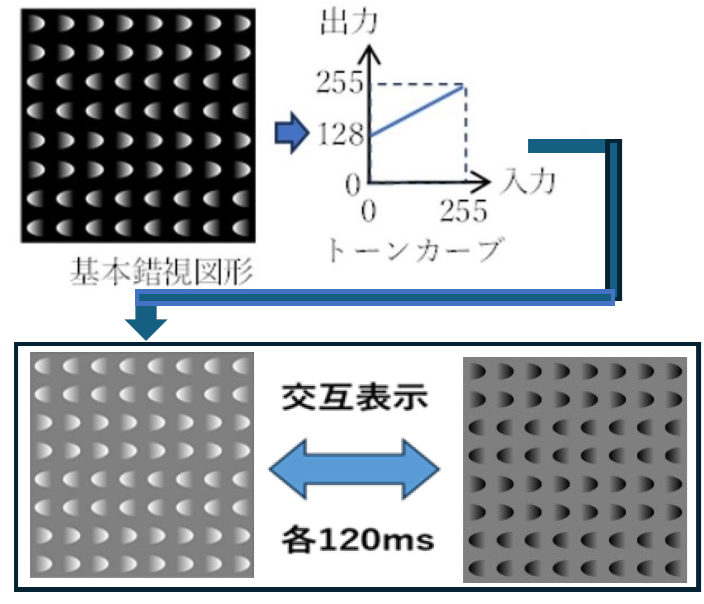 出力
255
128
0
入力
0
255
トーンカーブ
基本錯視図形
交互表示
各120ms